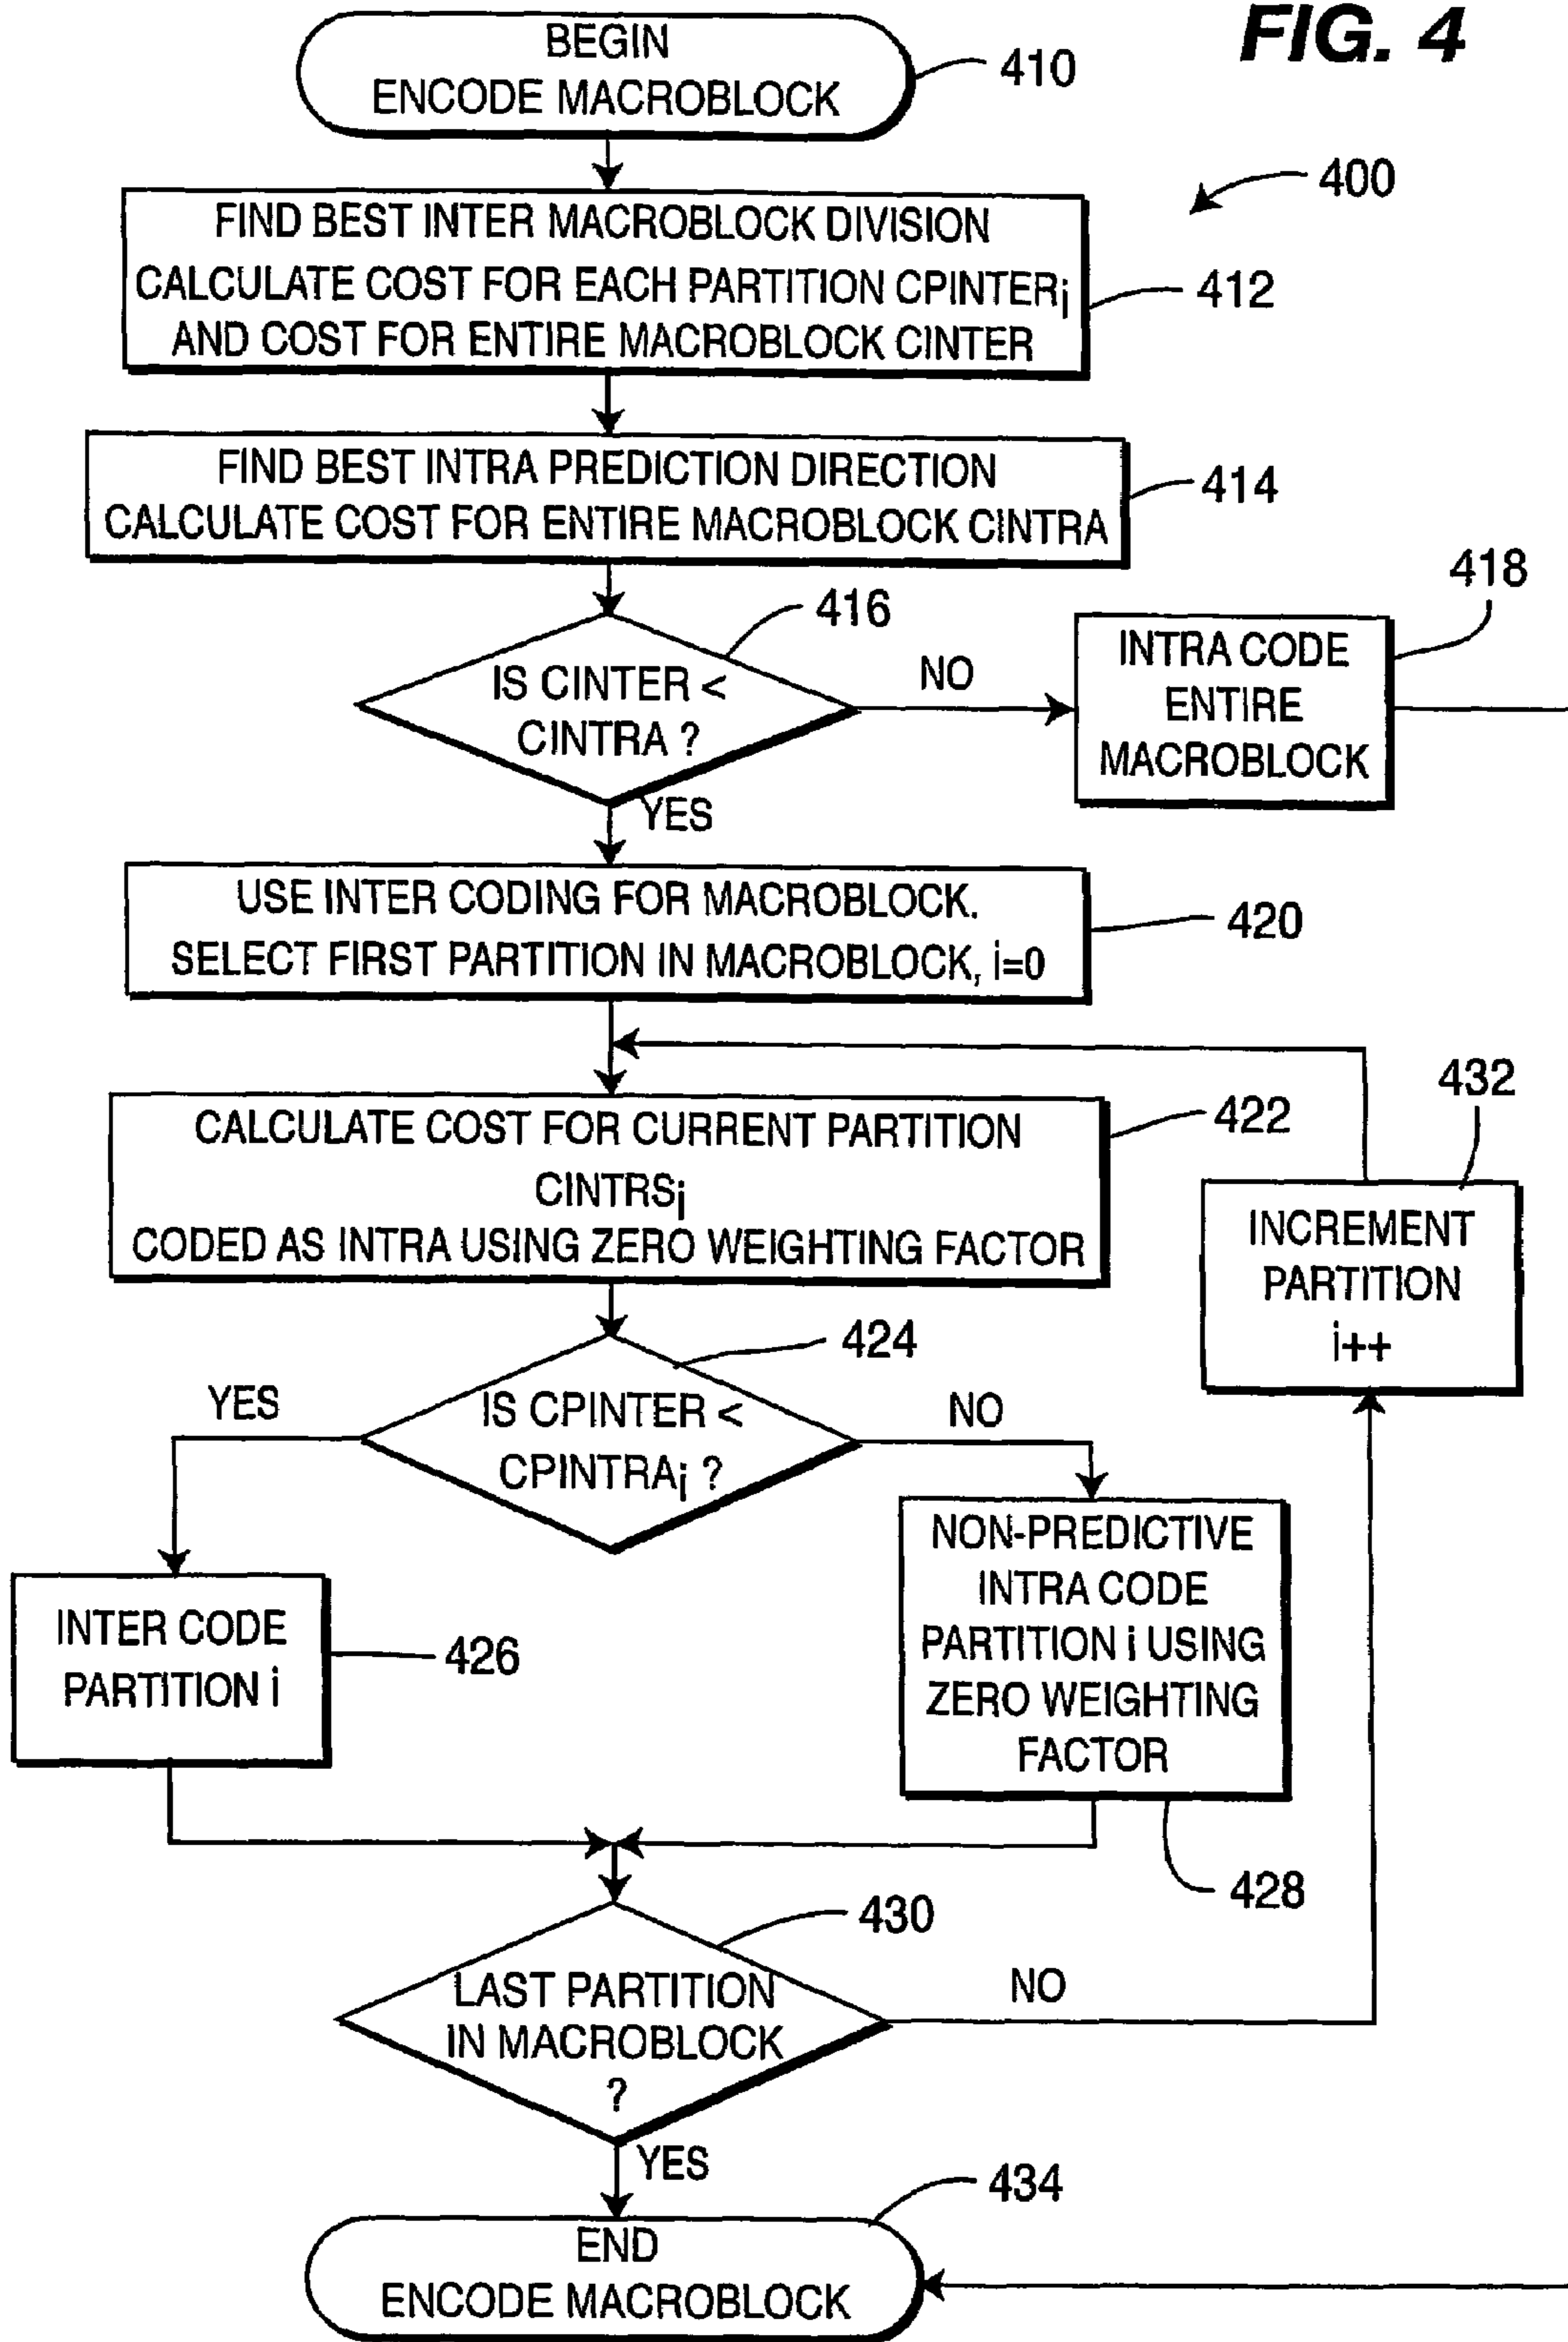 FIG. 4
BEGIN
ENCODE MACROBLOCK
410
400
FIND BEST INTER MACROBLOCK DIVISION
CALCULATE COST FOR EACH PARTITION CPINTERi
AND COST FOR ENTIRE MACROBLOCK CINTER
412
FIND BEST INTRA PREDICTION DIRECTION
CALCULATE COST FOR ENTIRE MACROBLOCK CINTRA
414
416
IS CINTER <
CINTRA ?
NO
418
INTRA CODE
ENTIRE
MACROBLOCK
YES
USE INTER CODING FOR MACROBLOCK.
SELECT FIRST PARTITION IN MACROBLOCK, i=0
420
CALCULATE COST FOR CURRENT PARTITION
CINTRSi
CODED AS INTRA USING ZERO WEIGHTING FACTOR
422
432
INCREMENT
PARTITION
i++
424
YES
IS CPINTER <
CPINTRAi ?
NO
INTER CODE
PARTITION i
426
NON-PREDICTIVE
INTRA CODE
PARTITION i USING
ZERO WEIGHTING
FACTOR
428
430
LAST PARTITION
IN MACROBLOCK
?
NO
YES
434
END
ENCODE MACROBLOCK